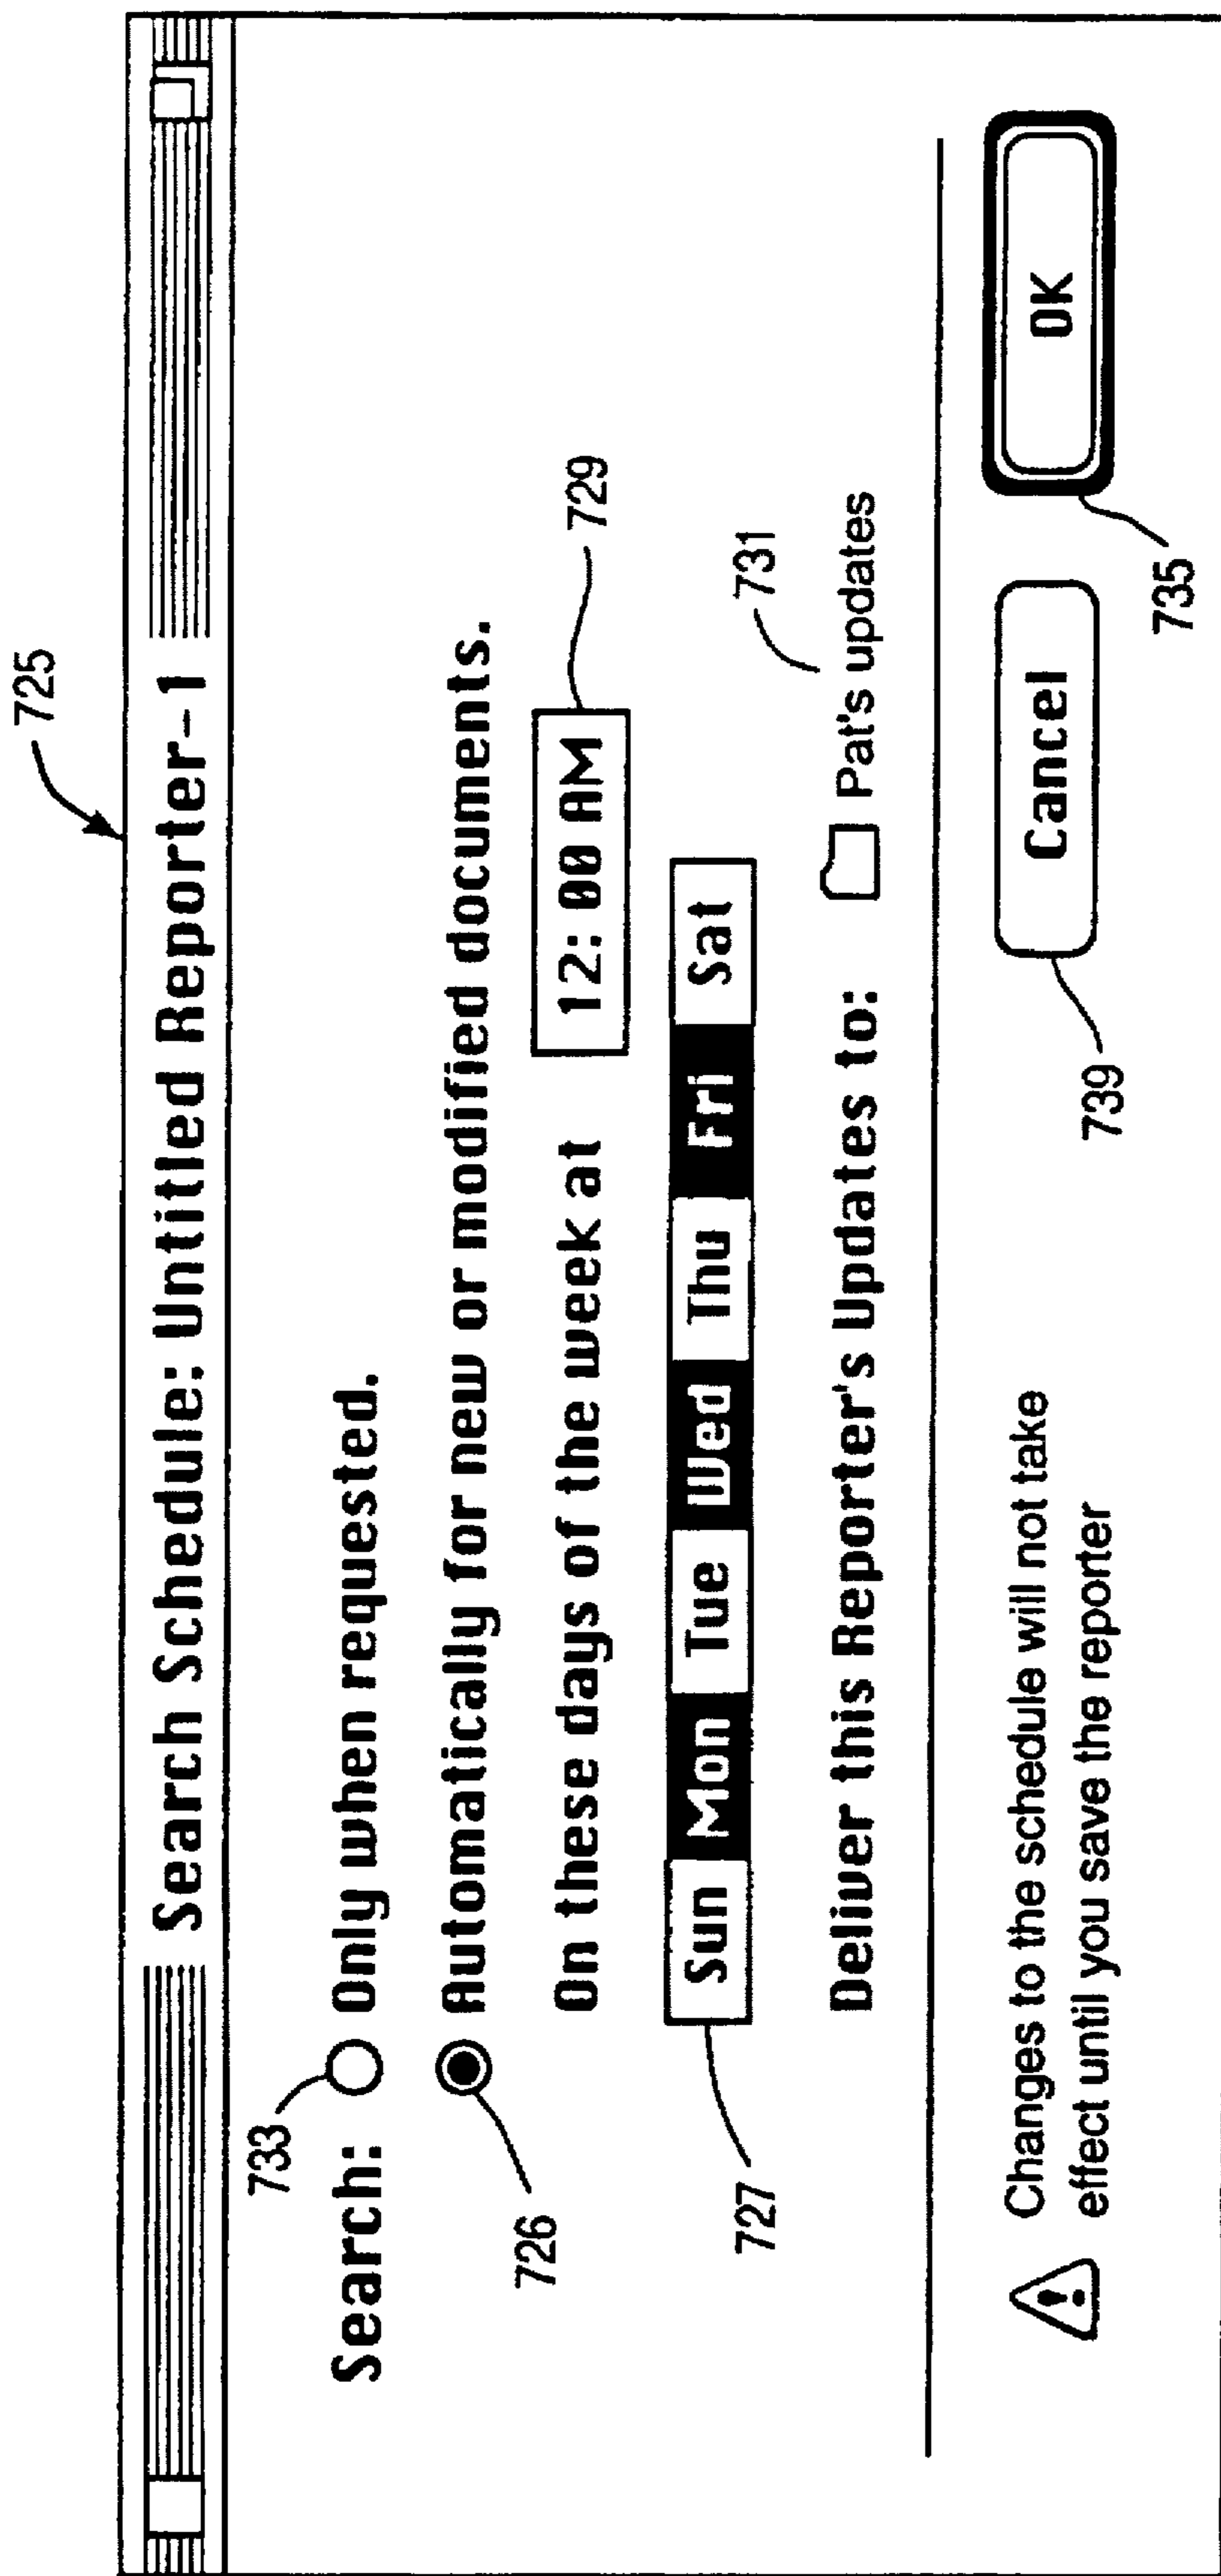 725
Search Schedule: Untitled Reporter-1
733
Search: Only when requested.
726
Automatically for new or modified documents.
On these days of the week at 12:00 AM
729
Sun Mon Tue Wed Thu Fri Sat
727
731
Deliver this Reporter's Updates to: Pat's updates
Changes to the schedule will not take
effect until you save the reporter
739
Cancel
OK
735